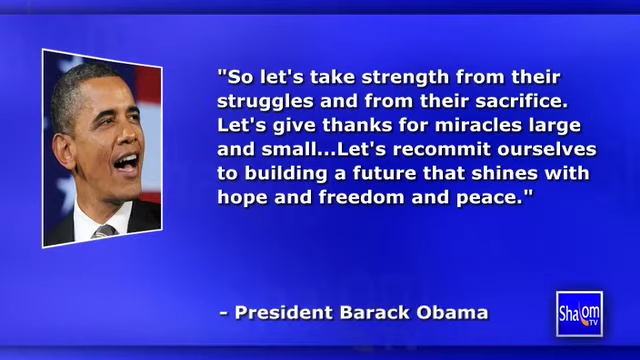 "So let's take strength from their
struggles and from their sacrifice.
Let's give thanks for miracles large
and small...Let's recommit ourselves
to building a future that shines with
hope and freedom and peace."
- President Barack Obama
Shalom
TV